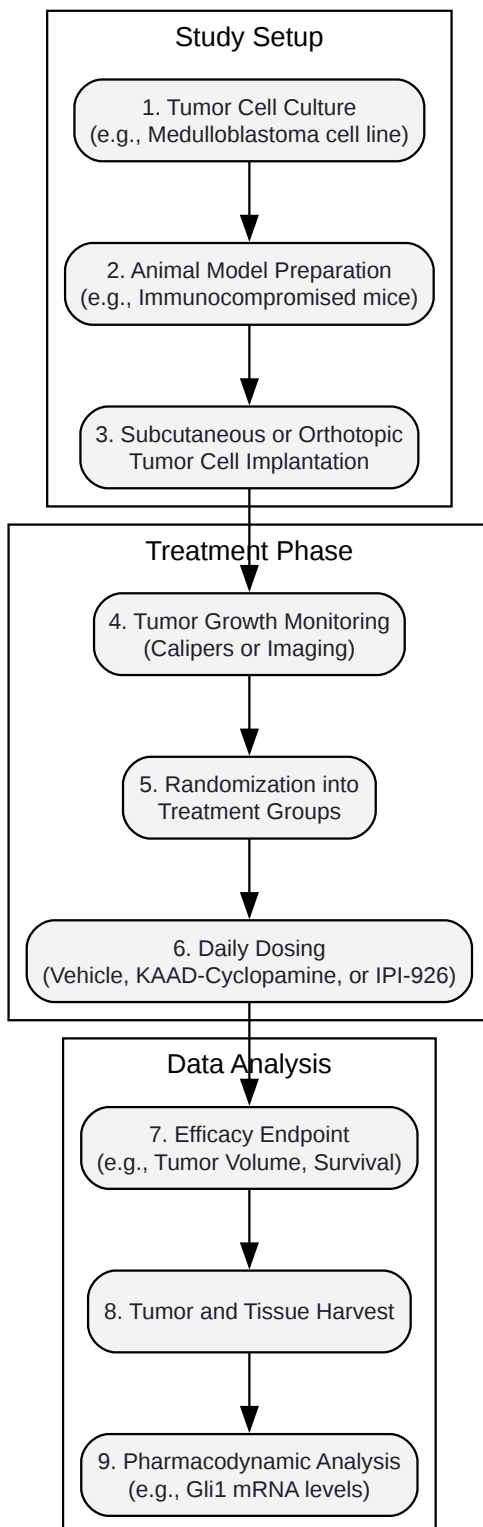 Study Setup
1. Tumor Cell Culture
(e.g., Medulloblastoma cell line)
2. Animal Model Preparation
(e.g., Immunocompromised mice)
3. Subcutaneous or Orthotopic
Tumor Cell Implantation
Treatment Phase
4. Tumor Growth Monitoring
(Calipers or Imaging)
5. Randomization into
Treatment Groups
6. Daily Dosing
(Vehicle, KAAD-Cyclopamine, or IPI-926)
Data Analysis
7. Efficacy Endpoint
(e.g., Tumor Volume, Survival)
8. Tumor and Tissue Harvest
9. Pharmacodynamic Analysis
(e.g., Gli1 mRNA levels)